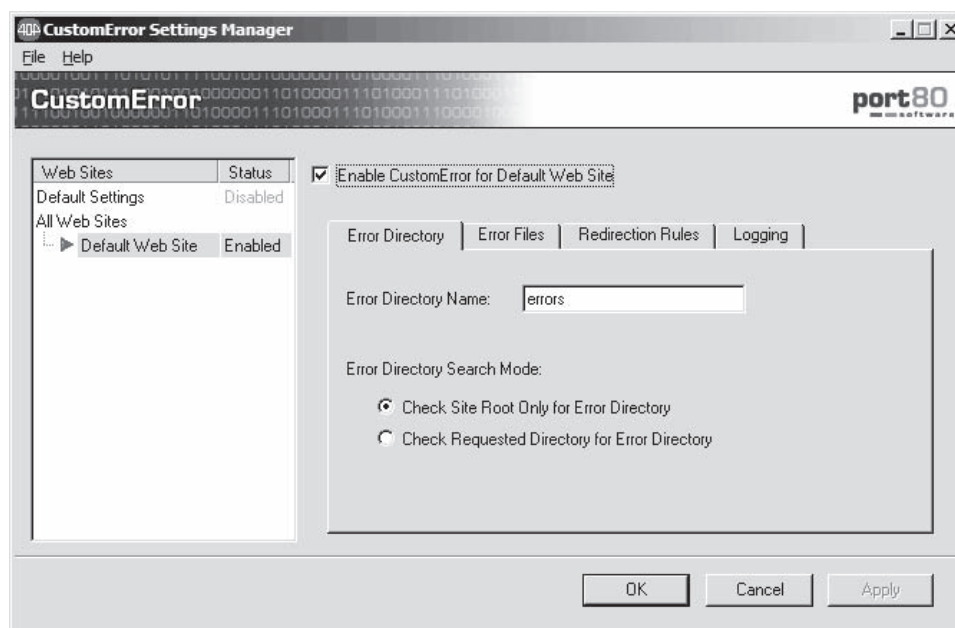 404 CustomError Settings Manager
File Help
CustomError
port80
software
Web Sites Status
Default Settings Disabled
All Web Sites
Default Web Site Enabled
Enable CustomError for Default Web Site
Error Directory Error Files Redirection Rules Logging
Error Directory Name: errors
Error Directory Search Mode:
Check Site Root Only for Error Directory
Check Requested Directory for Error Directory
OK Cancel Apply